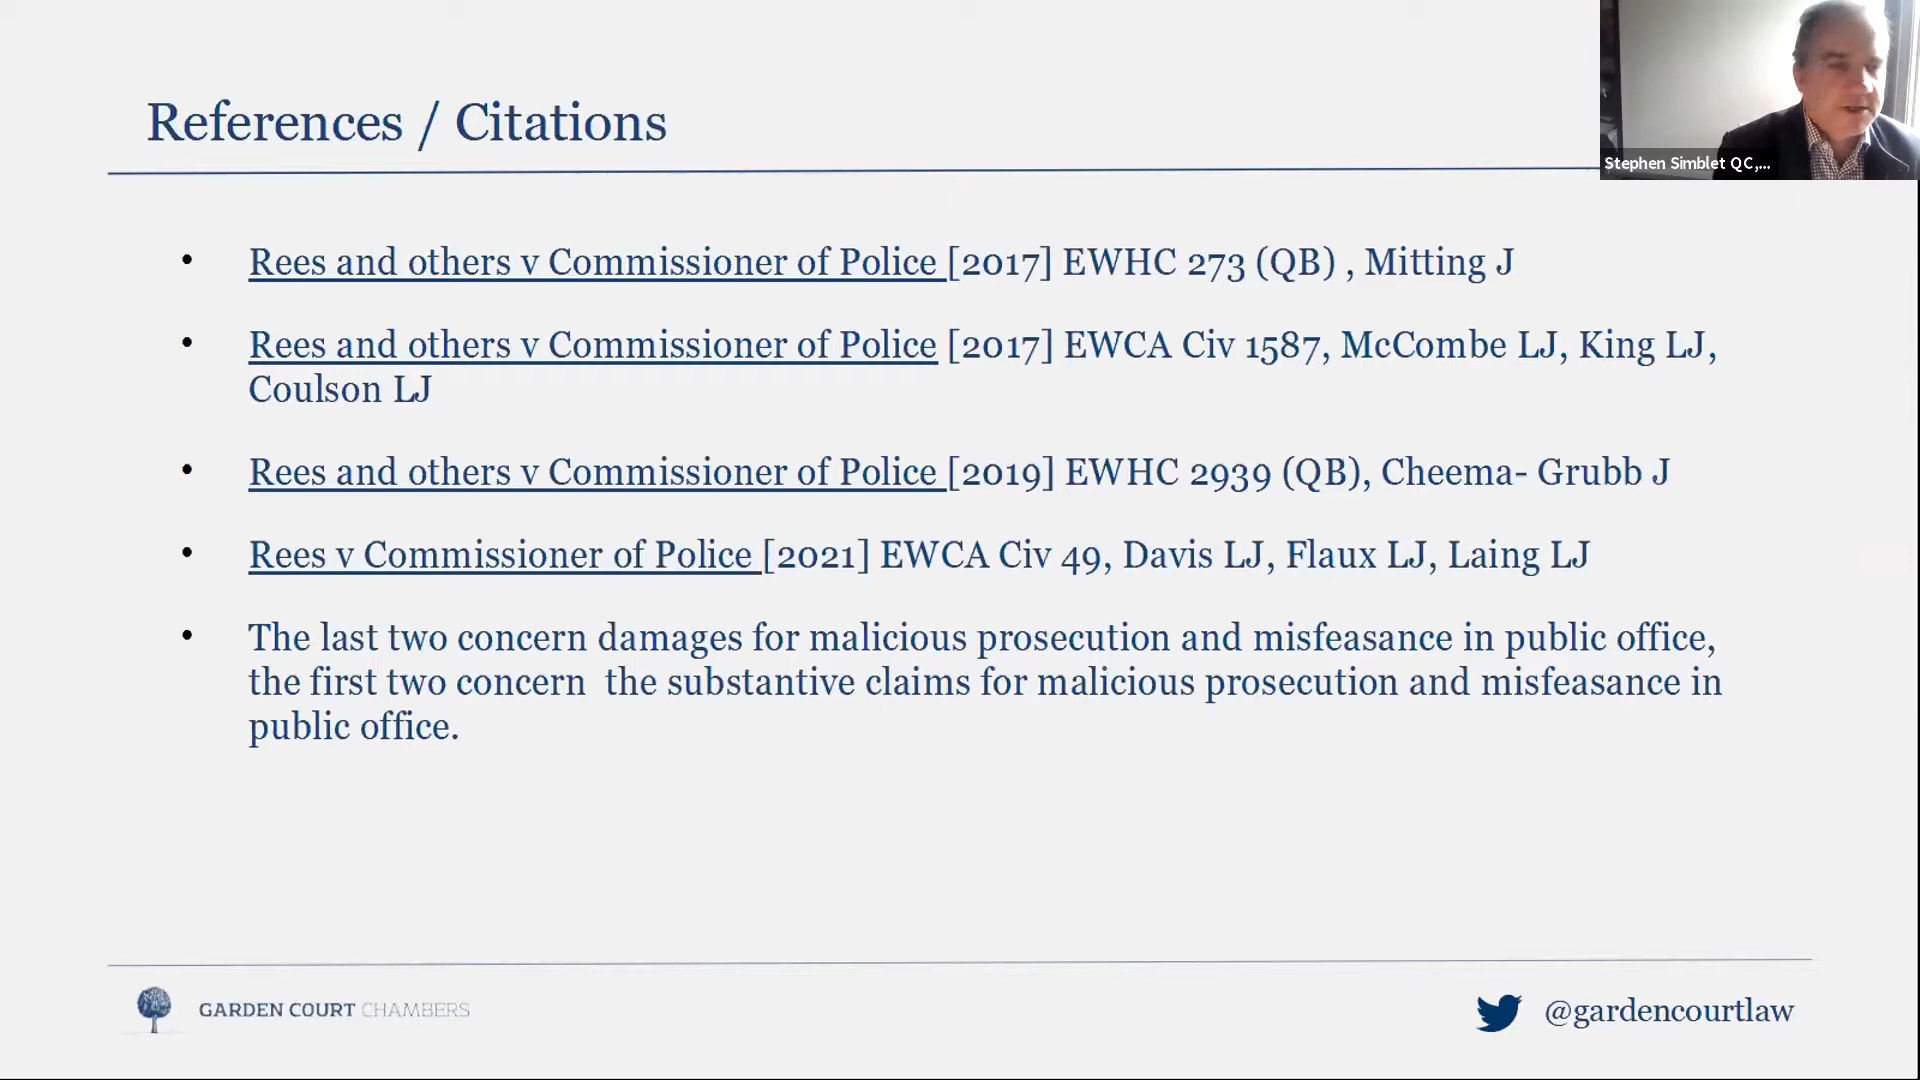 References / Citations
Stephen Simblet QC,...
• Rees and others v Commissioner of Police [2017] EWHC 273 (QB) , Mitting J
• Rees and others v Commissioner of Police [2017] EWCA Civ 1587, McCombe LJ, King LJ,
Coulson LJ
• Rees and others v Commissioner of Police [2019] EWHC 2939 (QB), Cheema- Grubb J
• Rees v Commissioner of Police [2021] EWCA Civ 49, Davis LJ, Flaux LJ, Laing LJ
• The last two concern damages for malicious prosecution and misfeasance in public office,
the first two concern  the substantive claims for malicious prosecution and misfeasance in
public office.
GARDEN COURT CHAMBERS
@gardencourtlaw